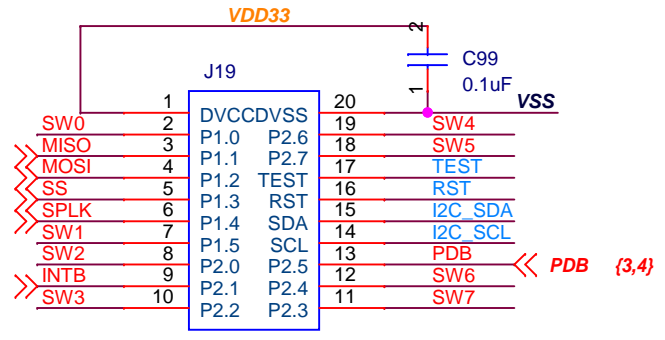 VDD33
2
C99
0.1uF
1
VSS
J19
1 DVCC DVSS 20
SW0 2 P1.0 P2.6 19 SW4
MISO 3 P1.1 P2.7 18 SW5
MOSI 4 P1.2 TEST 17 TEST
SS 5 P1.3 RST 16 RST
SPLK 6 P1.4 SDA 15 I2C_SDA
SW1 7 P1.5 SCL 14 I2C_SCL
SW2 8 P2.0 P2.5 13 PDB PDB {3,4}
INTB 9 P2.1 P2.4 12 SW6
SW3 10 P2.2 P2.3 11 SW7